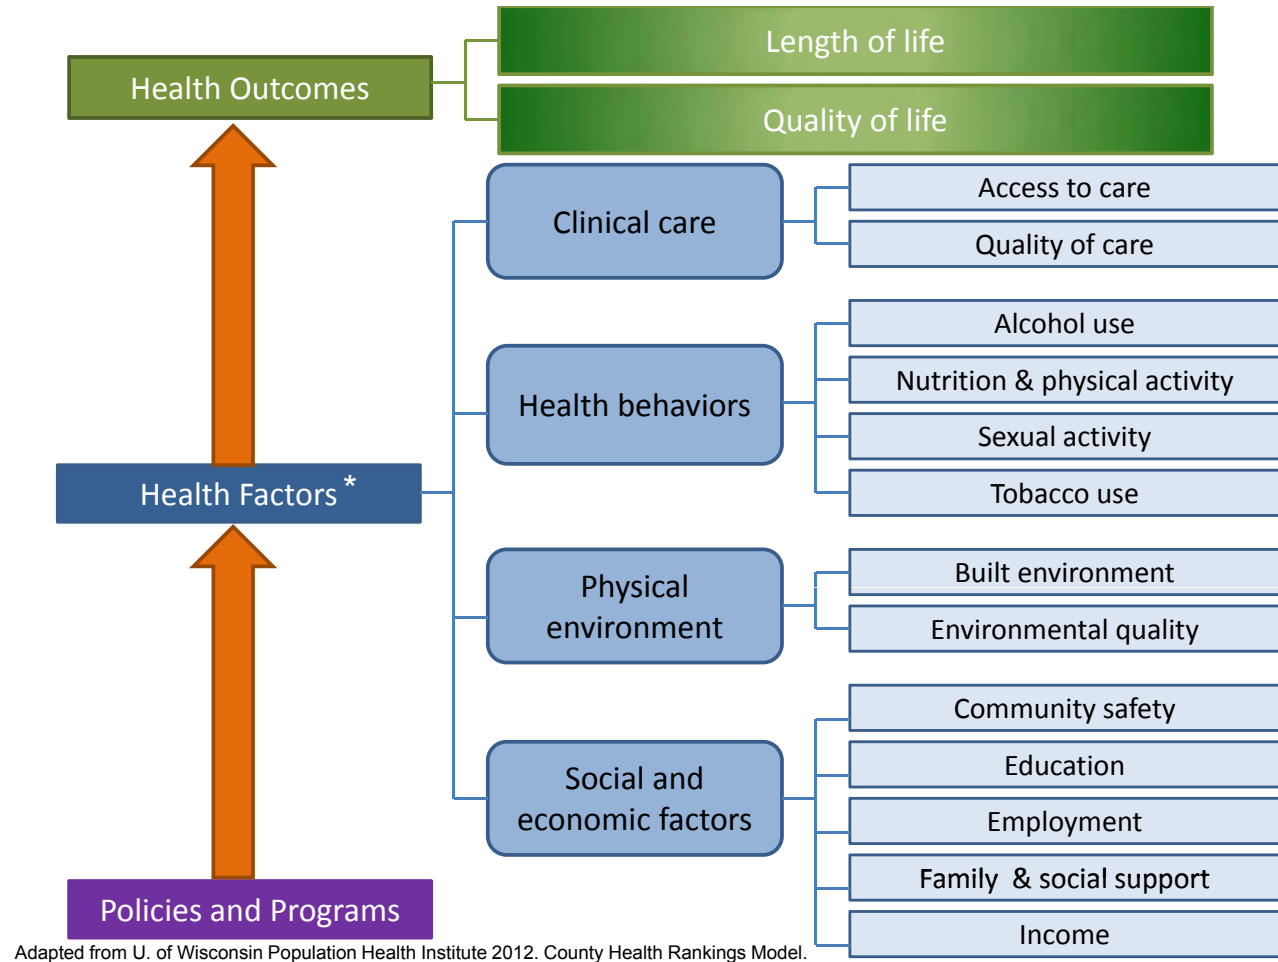 Length of life
Health Outcomes
Quality of life
Clinical care
Access to care
Quality of care
Health behaviors
Alcohol use
Nutrition & physical activity
Sexual activity
Tobacco use
Health Factors *
Physical
environment
Built environment
Environmental quality
Social and
economic factors
Community safety
Education
Employment
Family & social support
Income
Policies and Programs
Adapted from U. of Wisconsin Population Health Institute 2012. County Health Rankings Model.